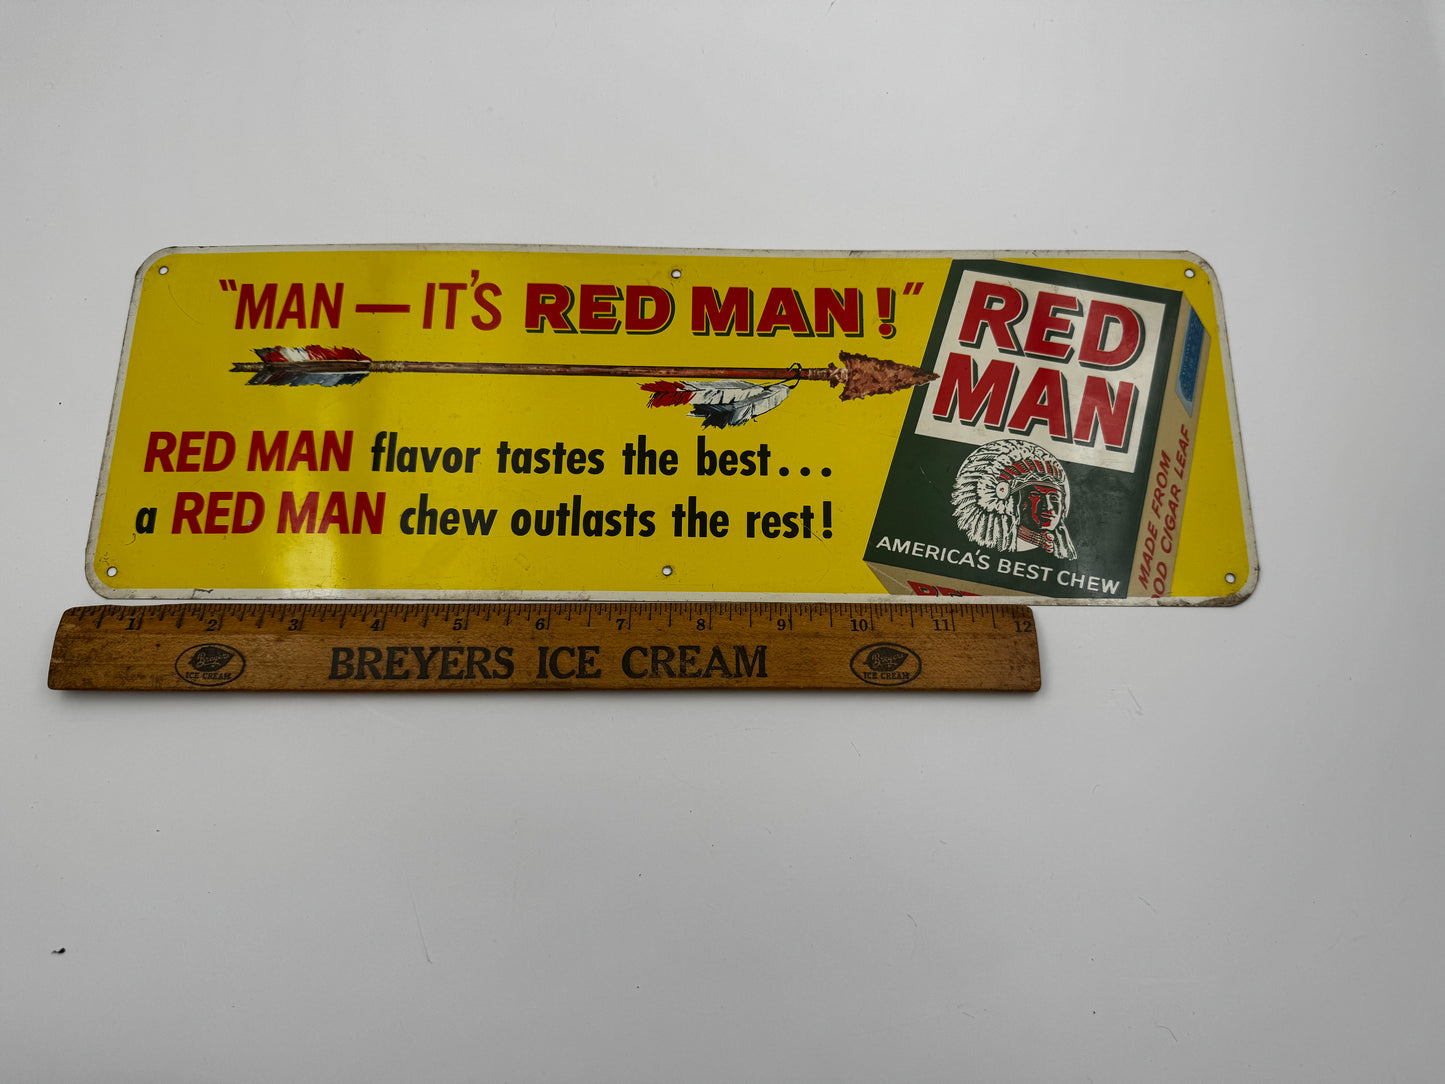 "MAN — IT'S RED MAN!"
RED MAN flavor tastes the best...
a RED MAN chew outlasts the rest!
RED
MAN
AMERICA'S BEST CHEW
MADE FROM
CIGAR LEAF
1 2 3 4 5 6 7 8 9 10 11 12
Breyers
ICE CREAM
BREYERS ICE CREAM
Breyers
ICE CREAM